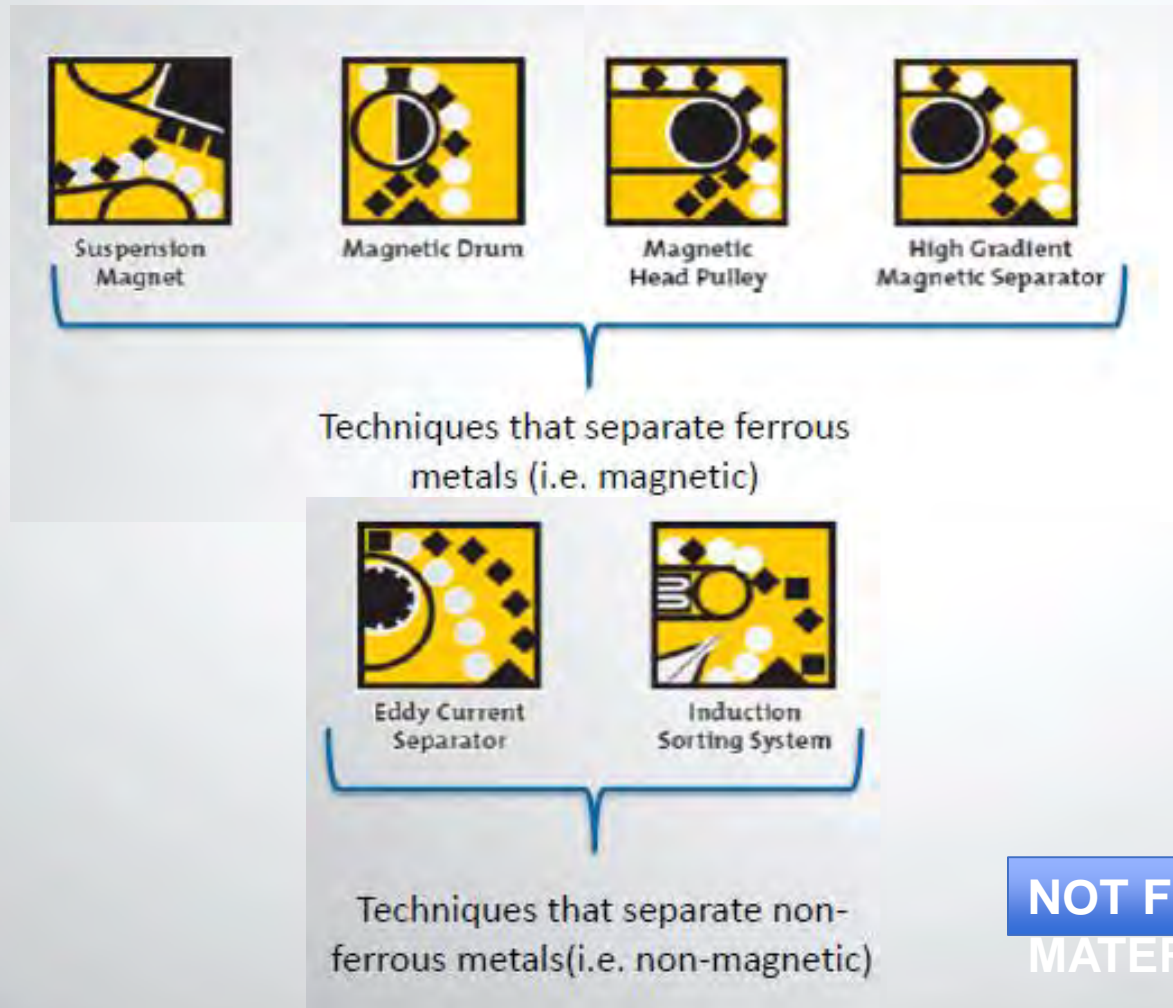 Suspension
Magnet
Magnetic Drum
Magnetic
Head Pulley
High Gradient
Magnetic Separator
Techniques that separate ferrous
metals (i.e. magnetic)
Eddy Current
Separator
Induction
Sorting System
Techniques that separate non-
ferrous metals(i.e. non-magnetic)
NOT